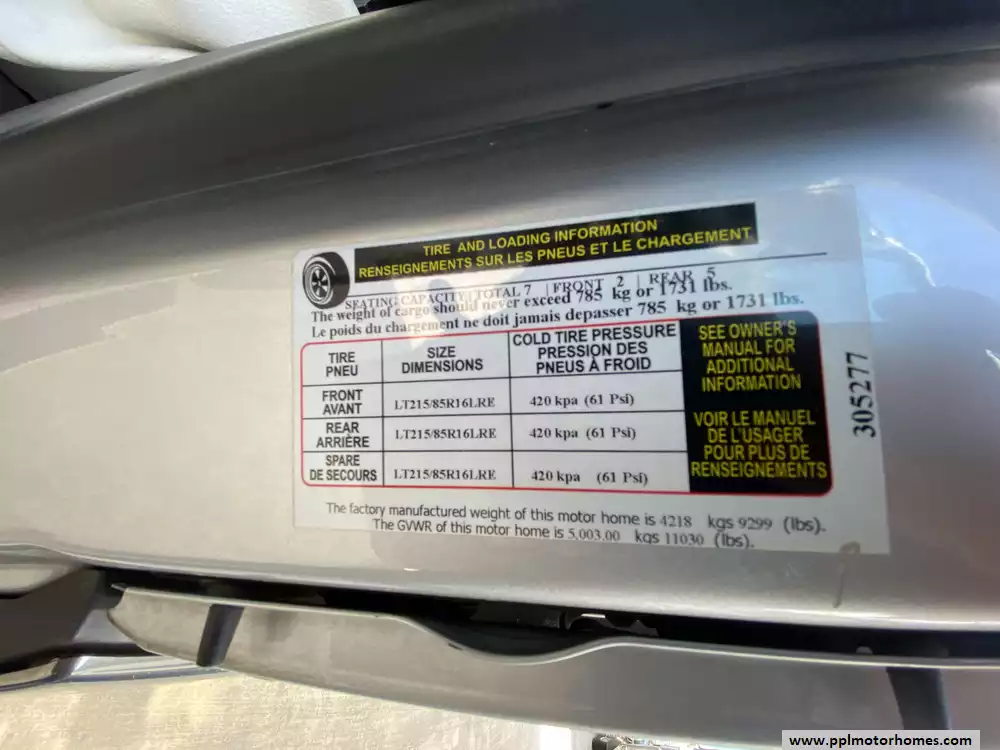 TIRE AND LOADING INFORMATION
RENSEIGNEMENTS SUR LES PNEUS ET LE CHARGEMENT
SEATING CAPACITY | TOTAL 7 | FRONT 2 | REAR 5
The weight of cargo should never exceed 785 kg or 1731 lbs.
Le poids du chargement ne doit jamais depasser 785 kg or 1731 lbs.
TIRE
PNEU
SIZE
DIMENSIONS
COLD TIRE PRESSURE
PRESSION DES
PNEUS À FROID
FRONT
AVANT
LT215/85R16LRE
420 kpa (61 Psi)
REAR
ARRIÈRE
LT215/85R16LRE
420 kpa (61 Psi)
SPARE
DE SECOURS
LT215/85R16LRE
420 kpa (61 Psi)
SEE OWNER'S
MANUAL FOR
ADDITIONAL
INFORMATION
VOIR LE MANUEL
DE L'USAGER
POUR PLUS DE
RENSEIGNEMENTS
305277
The factory manufactured weight of this motor home is 4218 kgs 9299 (lbs).
The GVWR of this motor home is 5,003.00 kgs 11030 (lbs).
www.pplmotorhomes.com